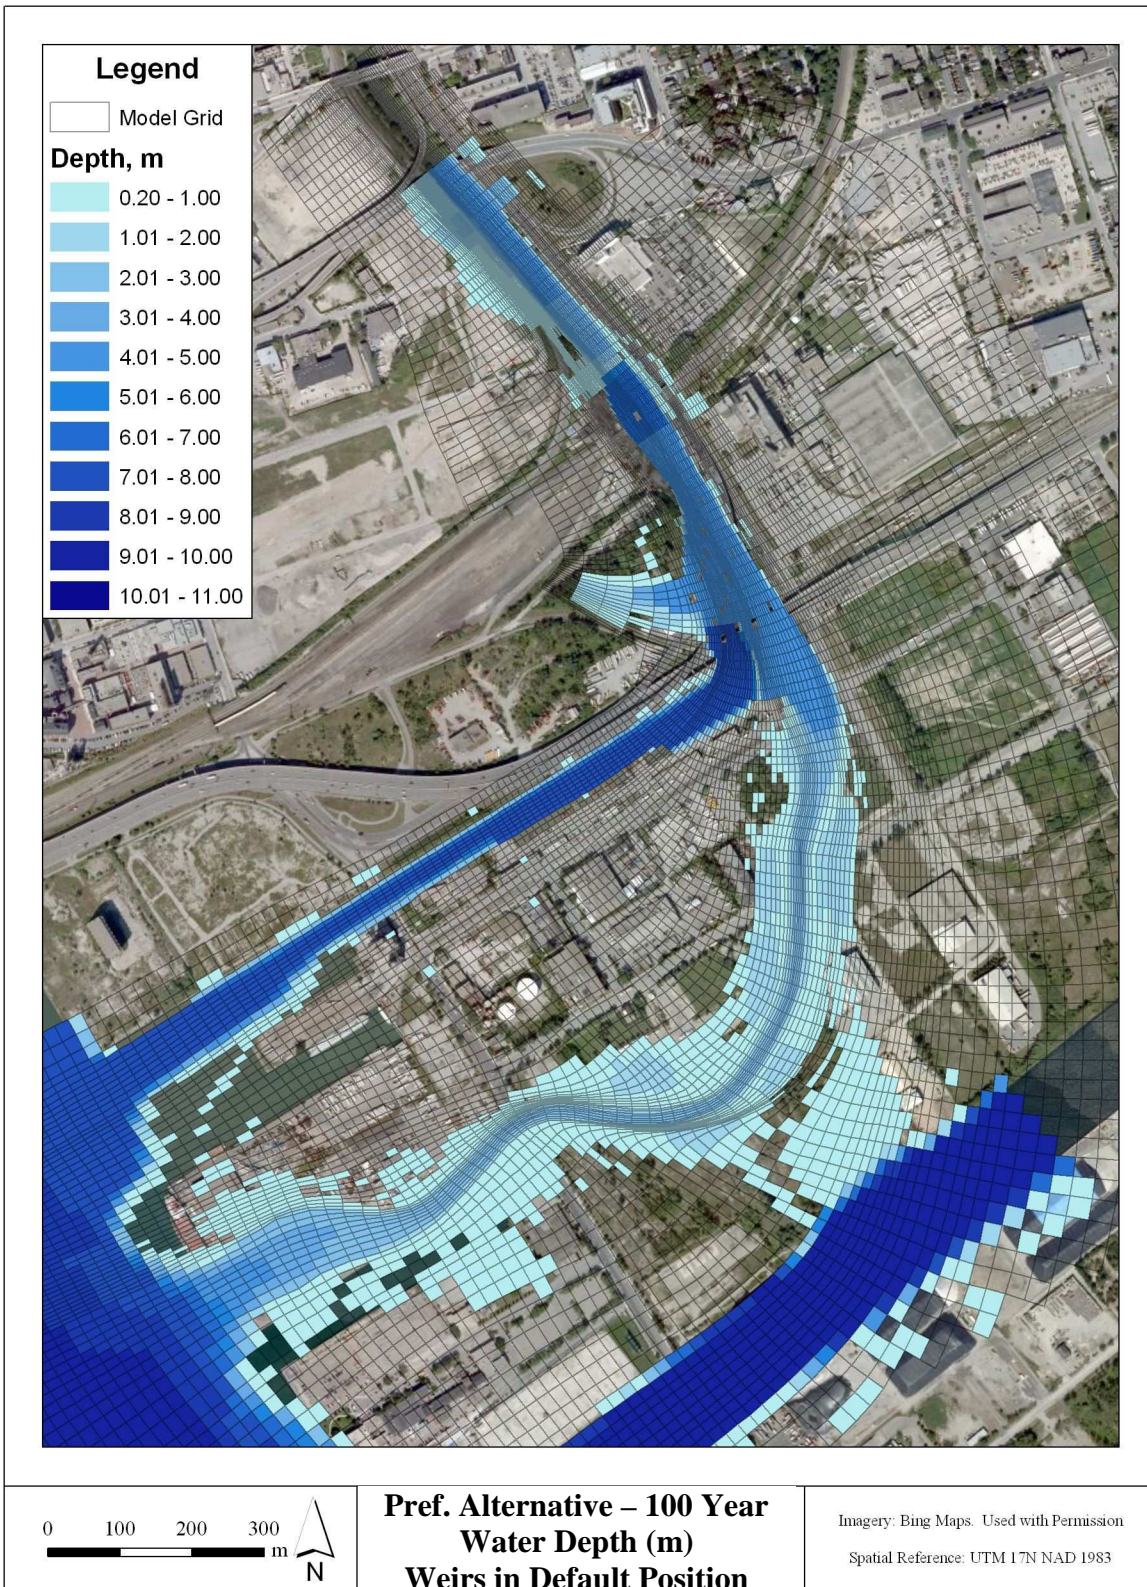 Legend
Model Grid
Depth, m
0.20 - 1.00
1.01 - 2.00
2.01 - 3.00
3.01 - 4.00
4.01 - 5.00
5.01 - 6.00
6.01 - 7.00
7.01 - 8.00
8.01 - 9.00
9.01 - 10.00
10.01 - 11.00
0 100 200 300
m
N
Pref. Alternative – 100 Year
Water Depth (m)
Weirs in Default Position
Imagery: Bing Maps. Used with Permission
Spatial Reference: UTM 17N NAD 1983